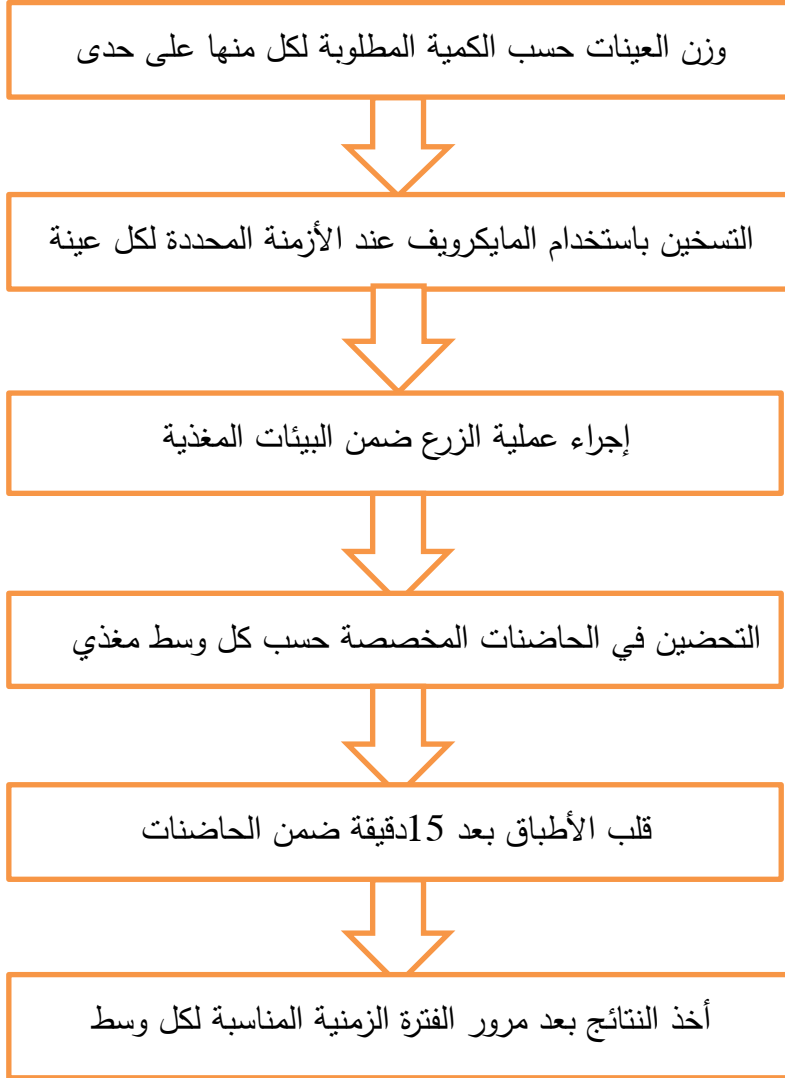 وزن العينات حسب الكمية المطلوبة لكل منها على حدى
التسخين باستخدام المايكرويف عند الأزمنة المحددة لكل عينة
إجراء عملية الزرع ضمن البيئات المغذية
التحضين في الحاضنات المخصصة حسب كل وسط مغذي
قلب الأطباق بعد 15دقيقة ضمن الحاضنات
أخذ النتائج بعد مرور الفترة الزمنية المناسبة لكل وسط